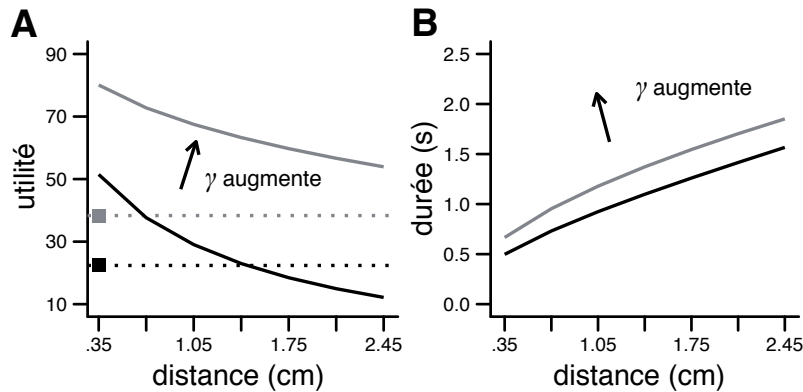 A
90
70
50
30
10
utilité
γ augmente
.35
1.05
1.75
2.45
distance (cm)
B
2.5
2.0
1.5
1.0
0.5
0.0
durée (s)
γ augmente
.35
1.05
1.75
2.45
distance (cm)